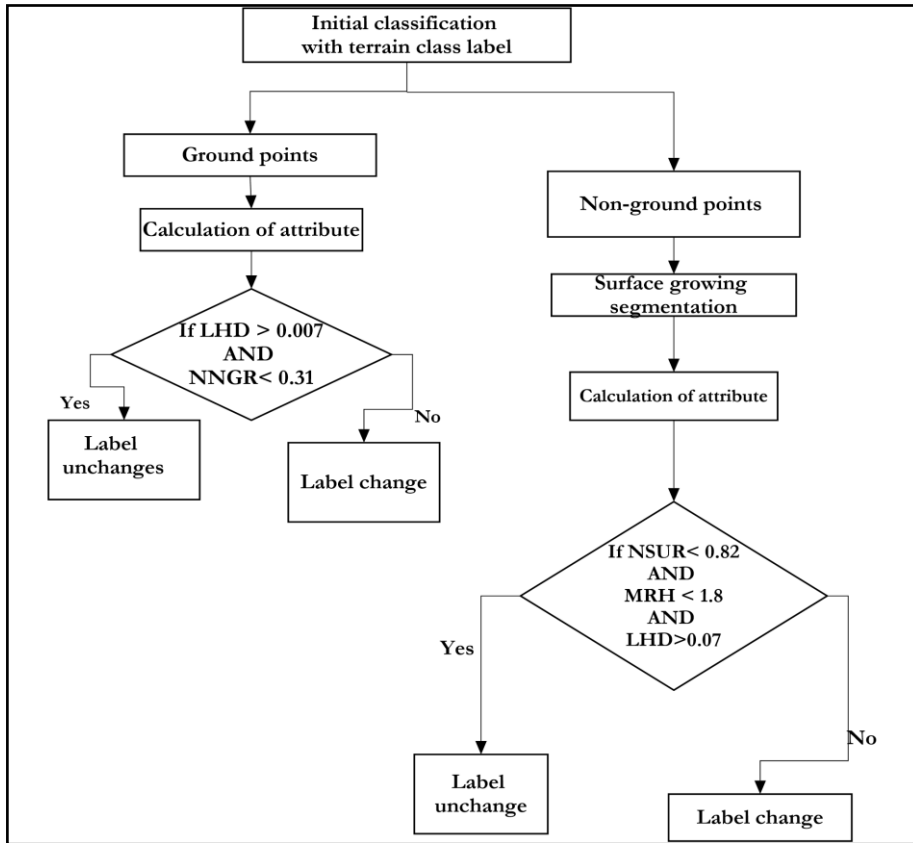 Initial classification
with terrain class label
Ground points
Calculation of attribute
If LHD > 0.007
AND
NNGR< 0.31
Yes
No
Label
unchanges
Label change
Non-ground points
Surface growing
segmentation
Calculation of attribute
If NSUR< 0.82
AND
MRH < 1.8
AND
LHD>0.07
Yes
No
Label
unchange
Label change